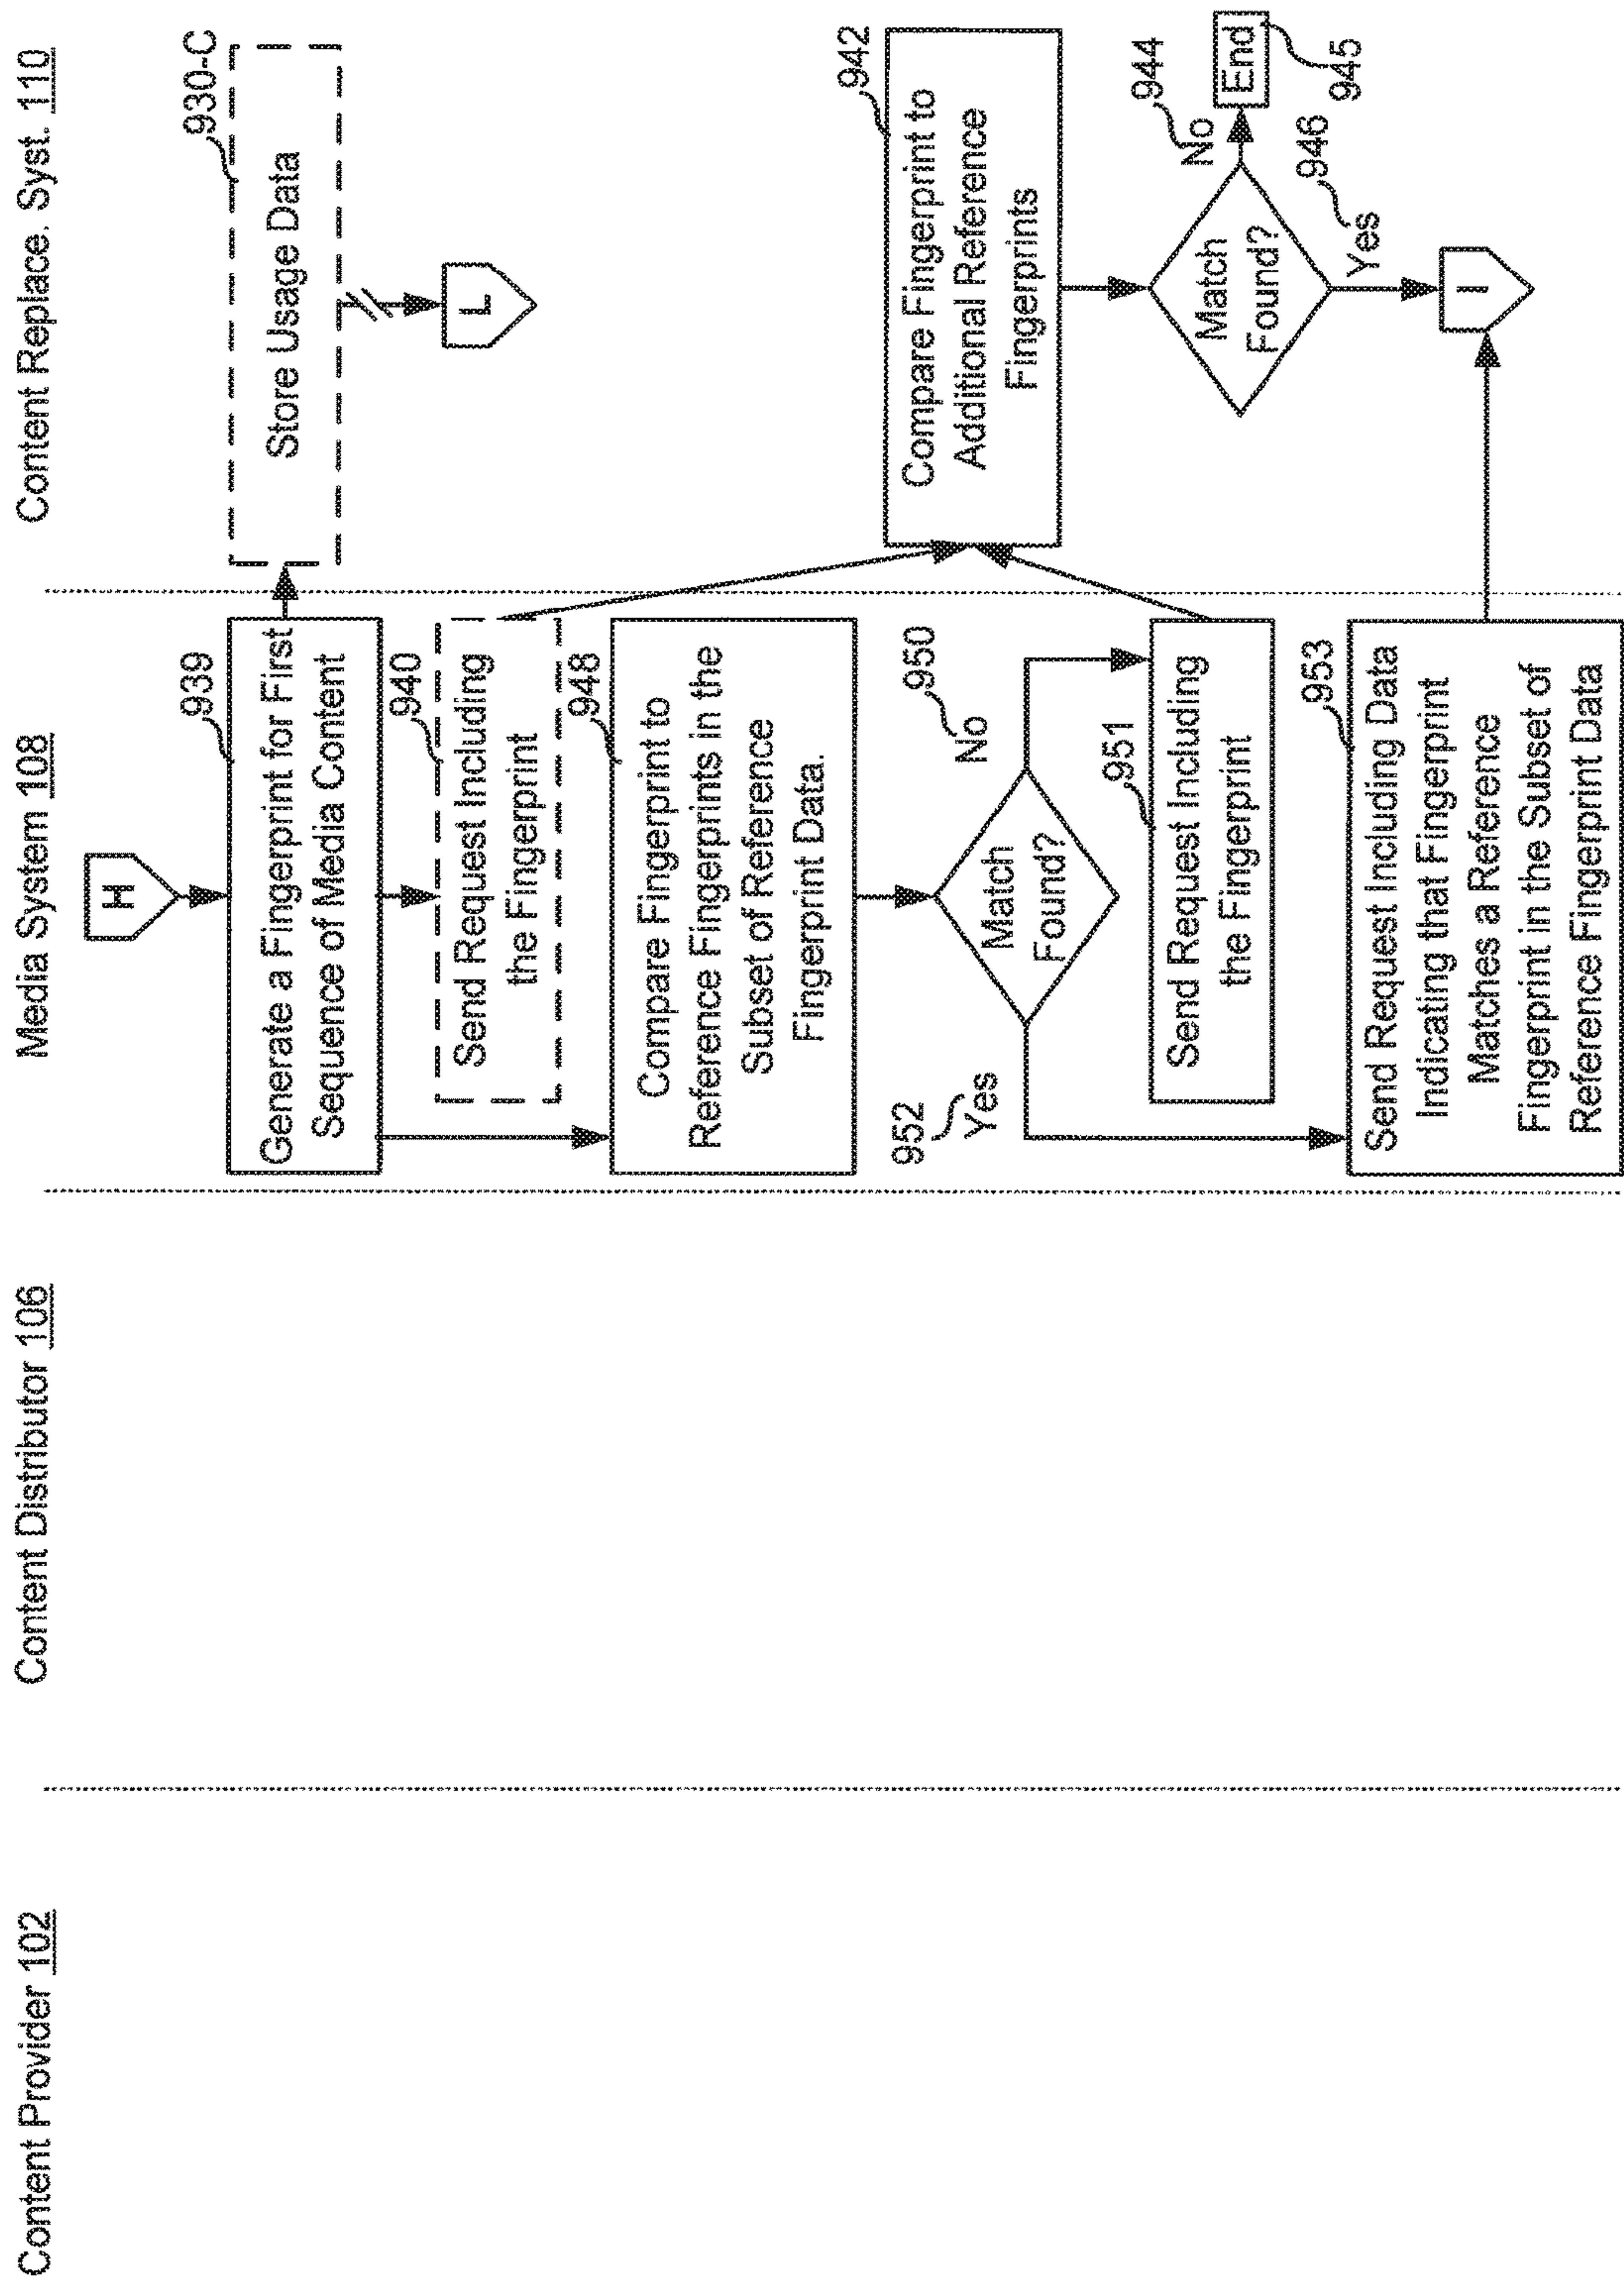 Content Provider 102
Content Distributor 106
Media System 108
Content Replace. Syst. 110
H
939
Generate a Fingerprint for First
Sequence of Media Content
930-C
Store Usage Data
L
940
Send Request Including
the Fingerprint
948
Compare Fingerprint to
Reference Fingerprints in the
Subset of Reference
Fingerprint Data.
942
Compare Fingerprint to
Additional Reference
Fingerprints
952
Yes
Match
Found?
950
No
951
Send Request Including
the Fingerprint
Match
Found?
944
No
End
945
946
Yes
I
953
Send Request Including Data
Indicating that Fingerprint
Matches a Reference
Fingerprint in the Subset of
Reference Fingerprint Data